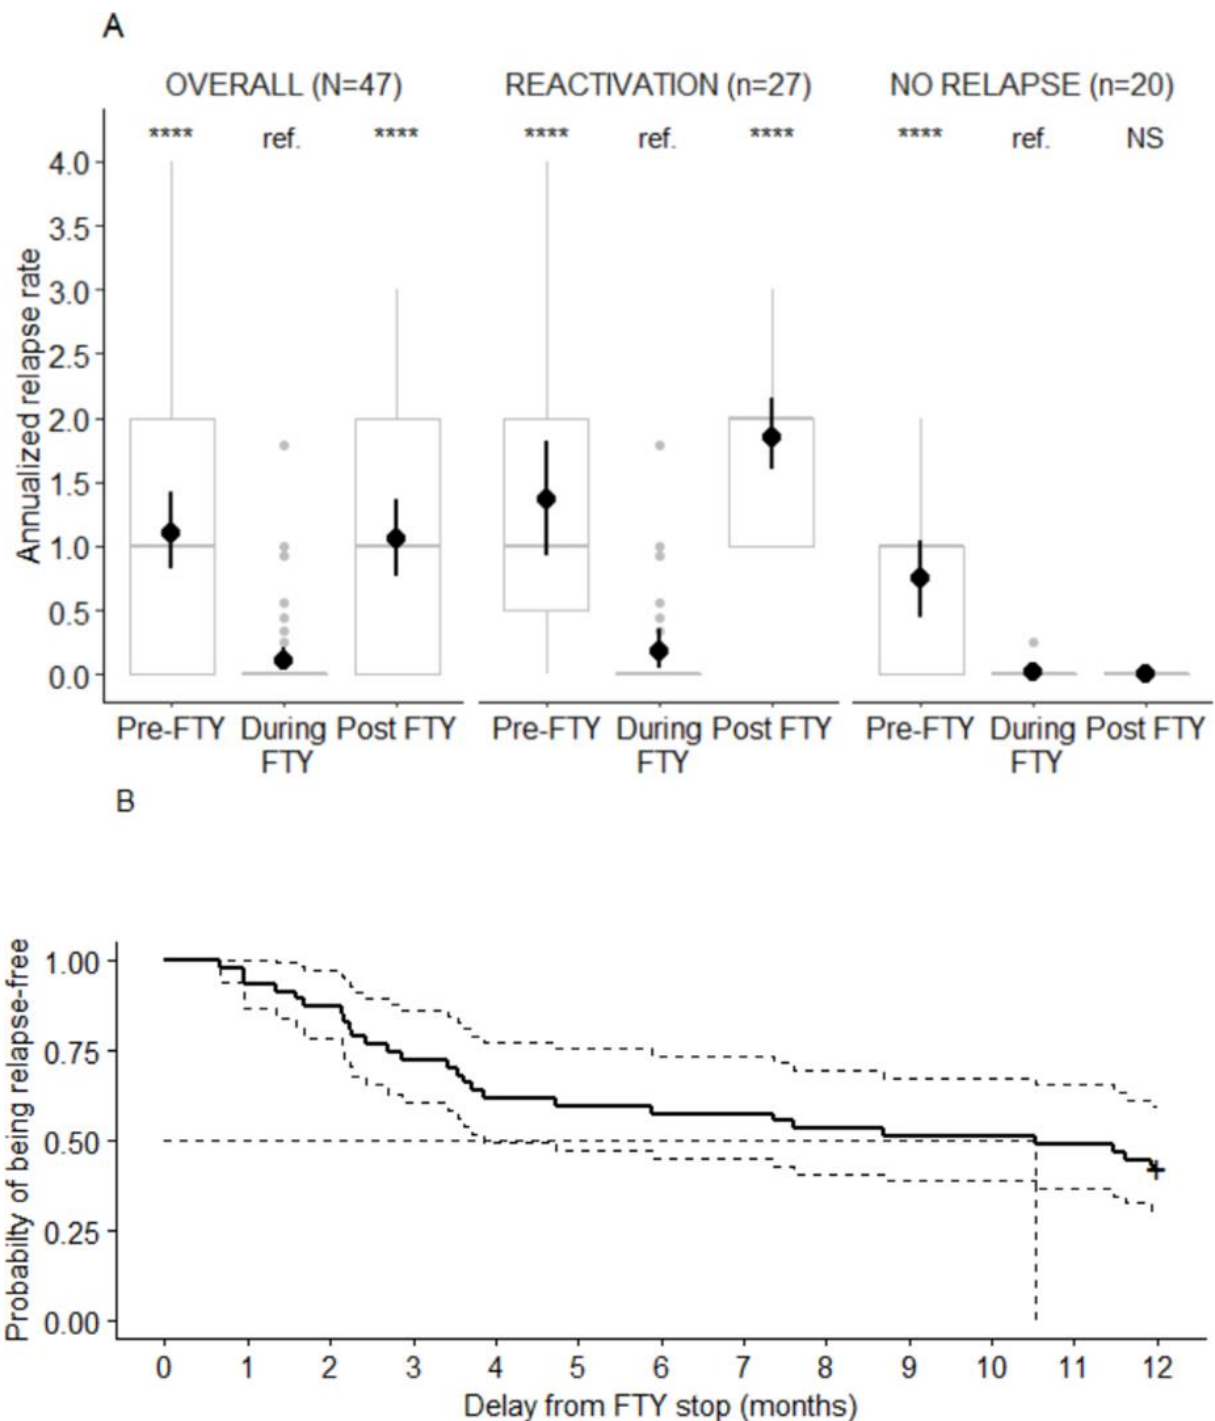 A
OVERALL (N=47) REACTIVATION (n=27) NO RELAPSE (n=20)
**** ref. **** **** ref. **** **** ref. NS
Annualized relapse rate
4.0
3.5
3.0
2.5
2.0
1.5
1.0
0.5
0.0
Pre-FTY During FTY Post FTY Pre-FTY During FTY Post FTY Pre-FTY During FTY Post FTY
B
Probabilty of being relapse-free
1.00
0.75
0.50
0.25
0.00
0 1 2 3 4 5 6 7 8 9 10 11 12
Delay from FTY stop (months)